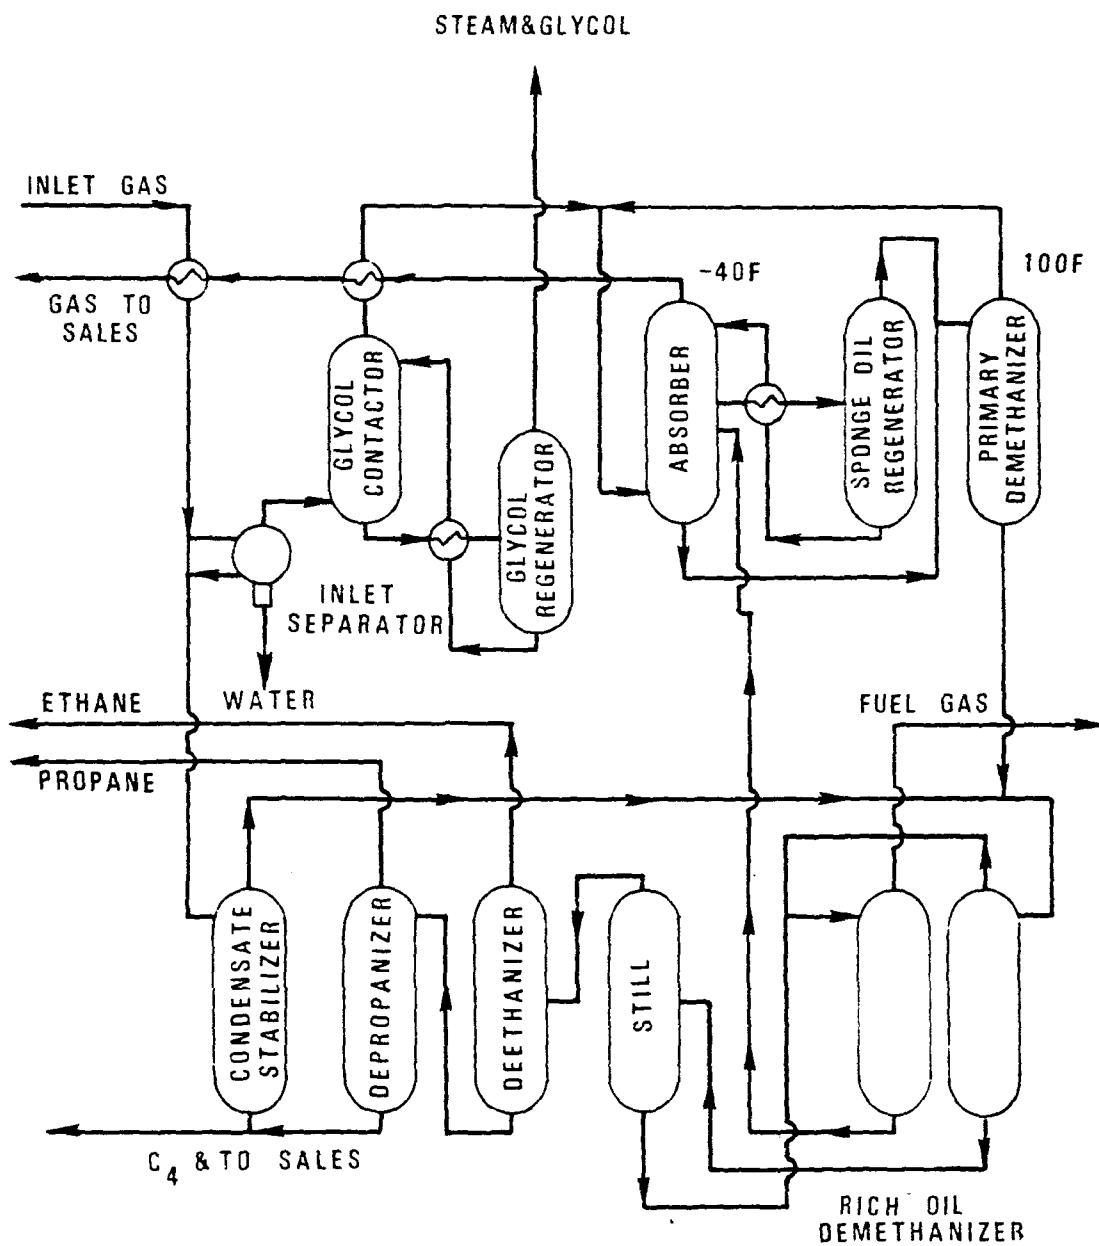 STEAM&GLYCOL
INLET GAS
GAS TO
SALES
-40F
100F
GLYCOL
CONTACTOR
GLYCOL
REGENERATOR
ABSORBER
SPONGE OIL
REGENERATOR
PRIMARY
DEMETHANIZER
INLET
SEPARATOR
WATER
ETHANE
PROPANE
FUEL GAS
CONDENSATE
STABILIZER
DEPROPANIZER
DEETHANIZER
STILL
C4 & TO SALES
RICH OIL
DEMETHANIZER